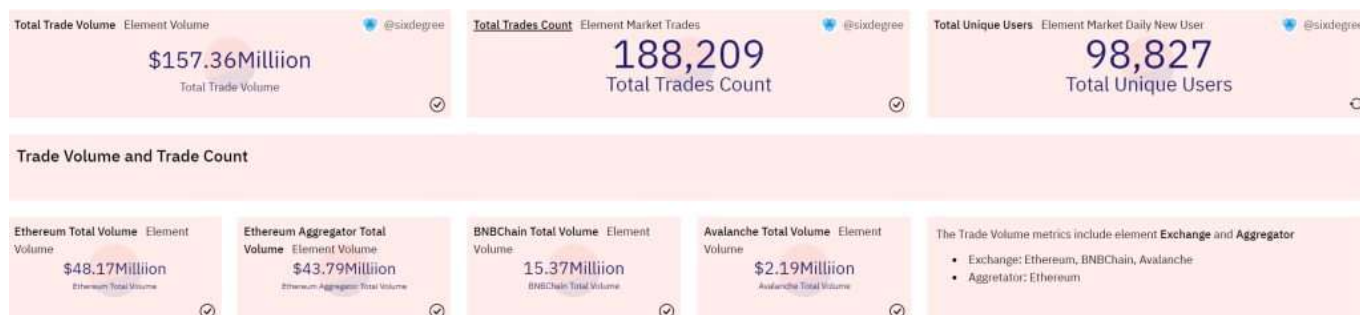 Total Trade Volume Element Volume
@sixdegree
$157.36Milliion
Total Trade Volume
Total Trades Count Element Market Trades
@sixdegree
188,209
Total Trades Count
Total Unique Users Element Market Daily New User
@sixdegree
98,827
Total Unique Users
Trade Volume and Trade Count
Ethereum Total Volume Element
Volume
$48.17Milliion
Ethereum Total Volume
Ethereum Aggregator Total
Volume Element Volume
$43.79Milliion
Ethereum Aggregator Total Volume
BNBChain Total Volume Element
Volume
15.37Milliion
BNBChain Total Volume
Avalanche Total Volume Element
Volume
$2.19Milliion
Avalanche Total Volume
The Trade Volume metrics include element Exchange and Aggregator
• Exchange: Ethereum, BNBChain, Avalanche
• Aggretator: Ethereum